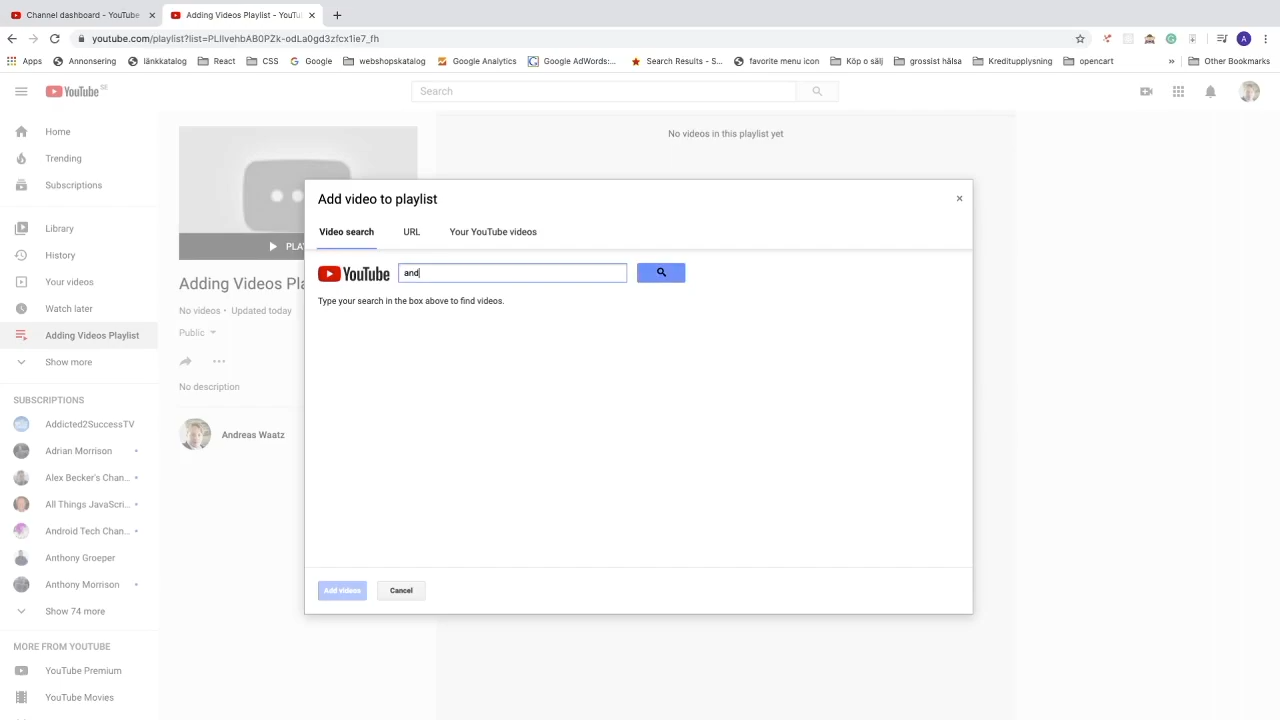 Channel dashboard - YouTube
Adding Videos Playlist - YouTu
youtube.com/playlist?list=PLIlvehbAB0PZk-odLa0gd3zfcx1ie7_fh
A
Apps
Annonsering
länkkatalog
React
CSS
Google
webshopskatalog
Google Analytics
Google AdWords:...
Search Results - S...
favorite menu icon
Köp o sälj
grossist hälsa
Kreditupplysning
opencart
»
Other Bookmarks
YouTube SE
Search
Home
Trending
Subscriptions
Library
History
Your videos
Watch later
Adding Videos Playlist
Show more
SUBSCRIPTIONS
Addicted2SuccessTV
Adrian Morrison
Alex Becker's Chan...
All Things JavaScri...
Android Tech Chan...
Anthony Groeper
Anthony Morrison
Show 74 more
MORE FROM YOUTUBE
YouTube Premium
YouTube Movies
PLA
Adding Videos Pla
No videos • Updated today
Public
No description
Andreas Waatz
No videos in this playlist yet
Add video to playlist
Video search
URL
Your YouTube videos
YouTube
and
Type your search in the box above to find videos.
Add videos
Cancel